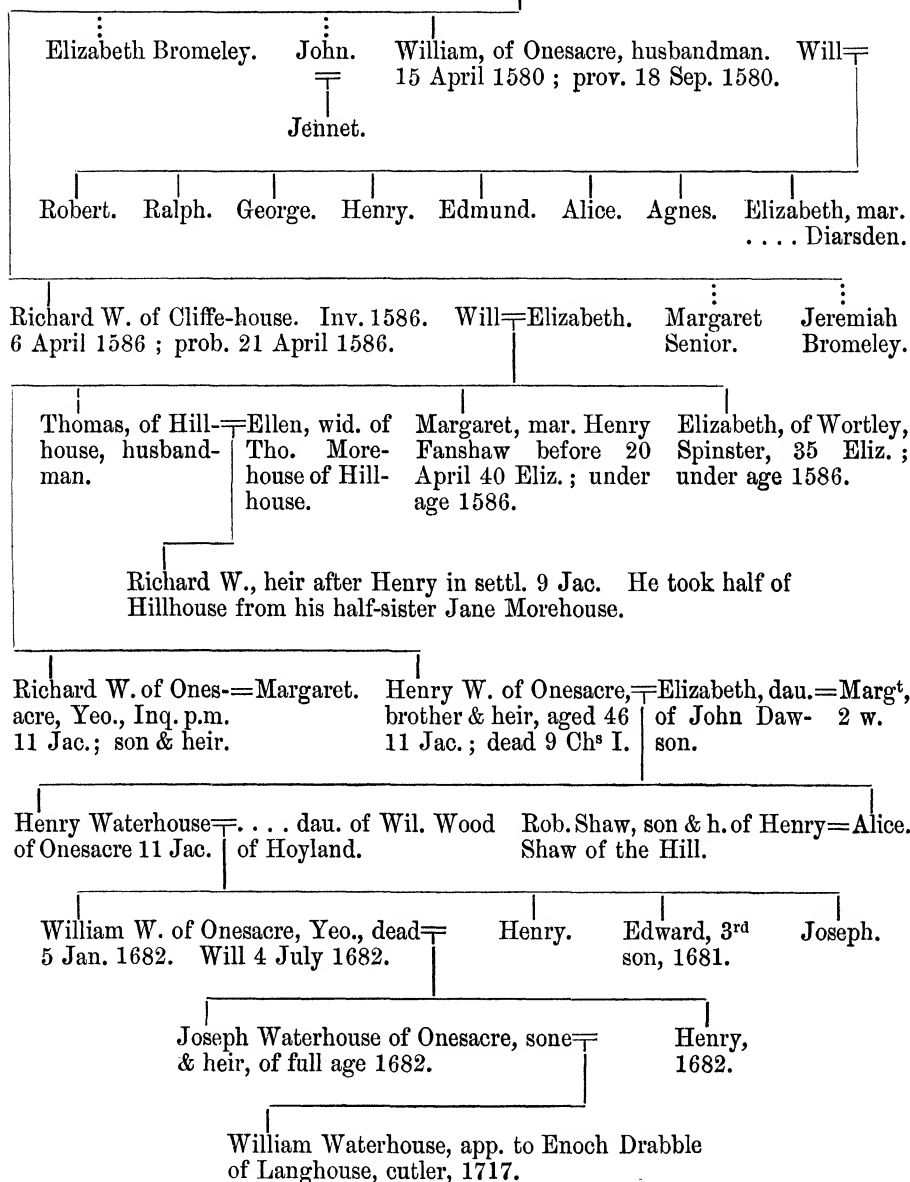 Elizabeth Bromeley. John. William, of Onesacre, husbandman. Will
15 April 1580 ; prov. 18 Sep. 1580.
Jennet.
Robert. Ralph. George. Henry. Edmund. Alice. Agnes. Elizabeth, mar.
. . . . Diarsden.
Richard W. of Cliffe-house. Inv. 1586. Will=Elizabeth. Margaret Jeremiah
6 April 1586 ; prob. 21 April 1586. Senior. Bromeley.
Thomas, of Hill-=Ellen, wid. of Margaret, mar. Henry Elizabeth, of Wortley,
house, husband- Tho. More- Fanshaw before 20 Spinster, 35 Eliz. ;
man. house of Hill- April 40 Eliz. ; under under age 1586.
house. age 1586.
Richard W., heir after Henry in settl. 9 Jac. He took half of
Hillhouse from his half-sister Jane Morehouse.
Richard W. of Ones-=Margaret. Henry W. of Onesacre,=Elizabeth, dau.=Margᵗ,
acre, Yeo., Inq. p.m. brother & heir, aged 46 of John Daw- 2 w.
11 Jac. ; son & heir. 11 Jac. ; dead 9 Chˢ I. son.
Henry Waterhouse=. . . . dau. of Wil. Wood Rob. Shaw, son & h. of Henry=Alice.
of Onesacre 11 Jac. of Hoyland. Shaw of the Hill.
William W. of Onesacre, Yeo., dead= Henry. Edward, 3ʳᵈ Joseph.
5 Jan. 1682. Will 4 July 1682. son, 1681.
Joseph Waterhouse of Onesacre, sone= Henry,
& heir, of full age 1682. 1682.
William Waterhouse, app. to Enoch Drabble
of Langhouse, cutler, 1717.